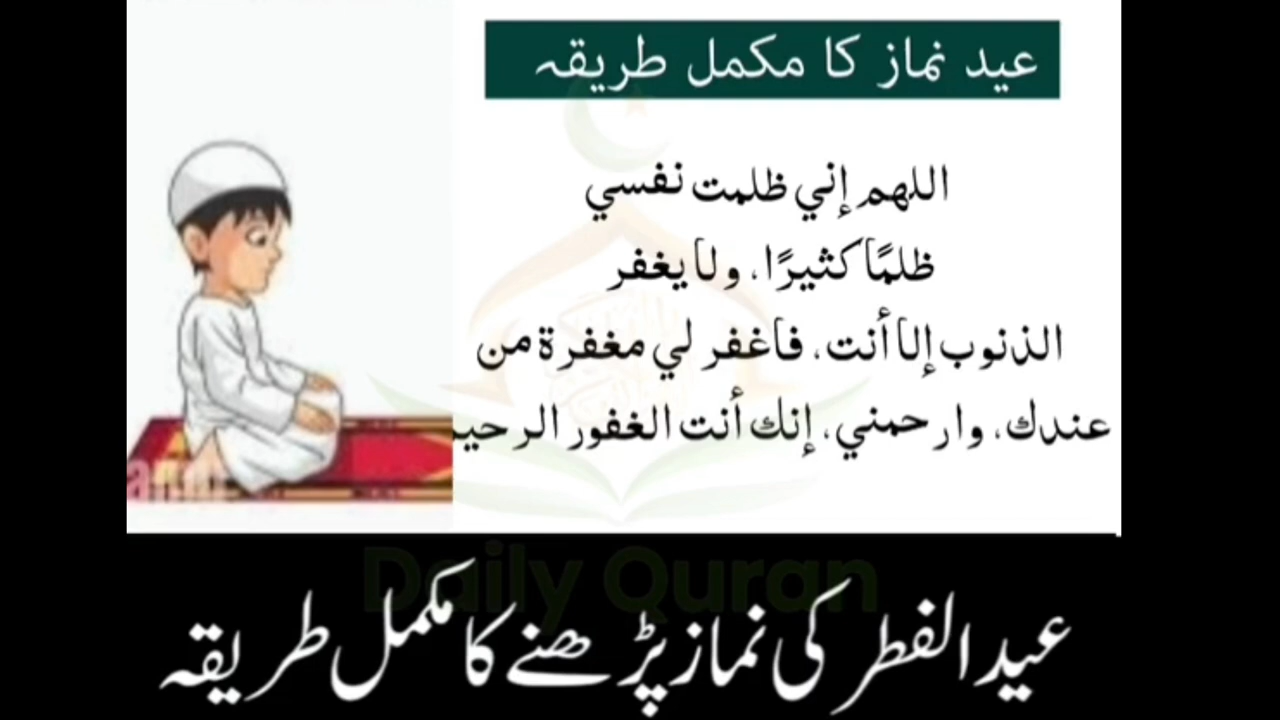 عید نماز کا مکمل طریقہ
اللهم إني ظلمت نفسي
ظلمًا كثيرًا، ولا يغفر
الذنوب إلا أنت، فاغفر لي مغفرة من
عندك، وارحمني، إنك أنت الغفور الرحيم
Daily Quran
عید الفطر کی نماز پڑھنے کا مکمل طریقہ